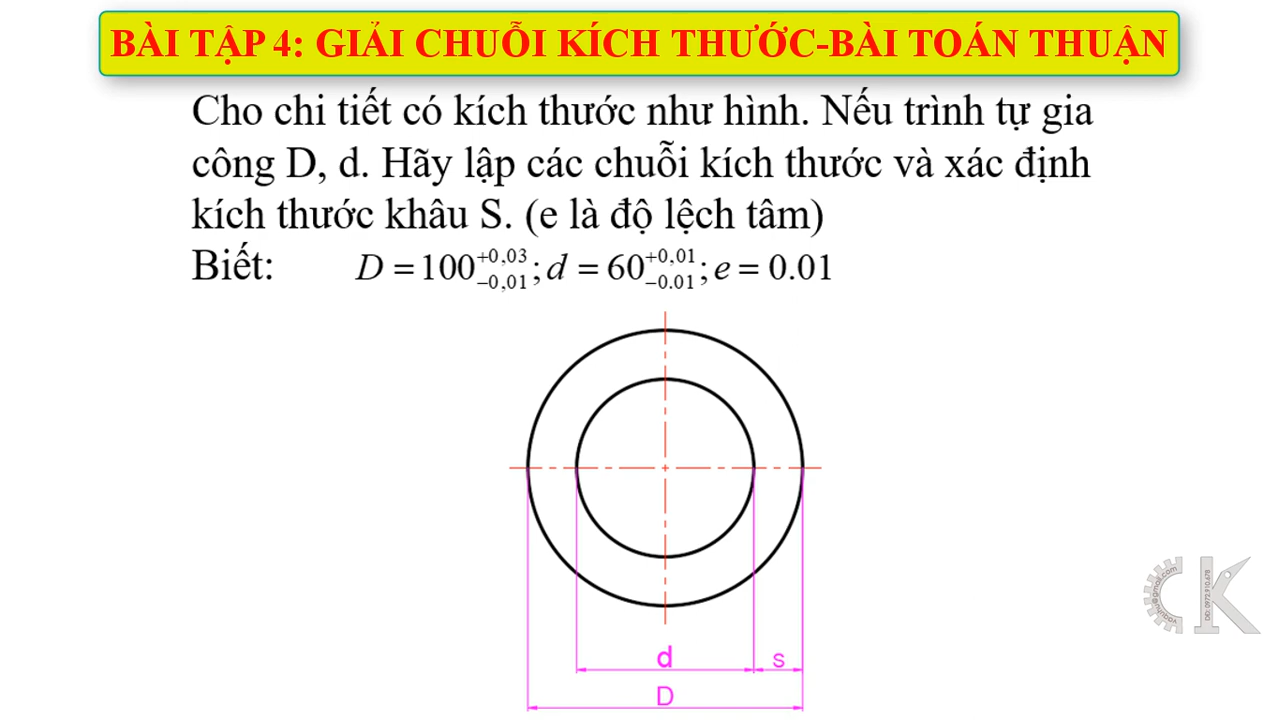 BÀI TẬP 4: GIẢI CHUỖI KÍCH THƯỚC-BÀI TOÁN THUẬN
Cho chi tiết có kích thước như hình. Nếu trình tự gia
công D, d. Hãy lập các chuỗi kích thước và xác định
kích thước khâu S. (e là độ lệch tâm)
Biết: D = 100 +0,03 −0,01 ; d = 60 +0,01 −0.01 ; e = 0.01
d s
D
CK